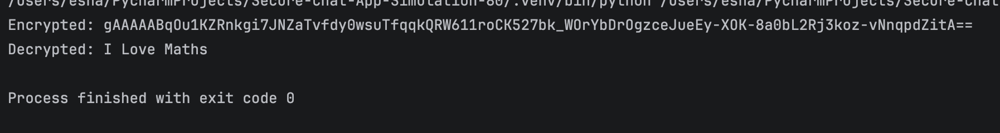 /Users/esha/PycharmProjects/Secure-Chat-App-Simulation-80/.venv/bin/python /Users/esha/PycharmProjects/Secure-Chat
Encrypted: gAAAAABqOu1KZRnkgi7JNZaTvfdy0wsuTfqqkQRW611roCK527bk_WOrYbDrOgzceJueEy-XOK-8a0bL2Rj3koz-vNnqpdZitA==
Decrypted: I Love Maths
Process finished with exit code 0